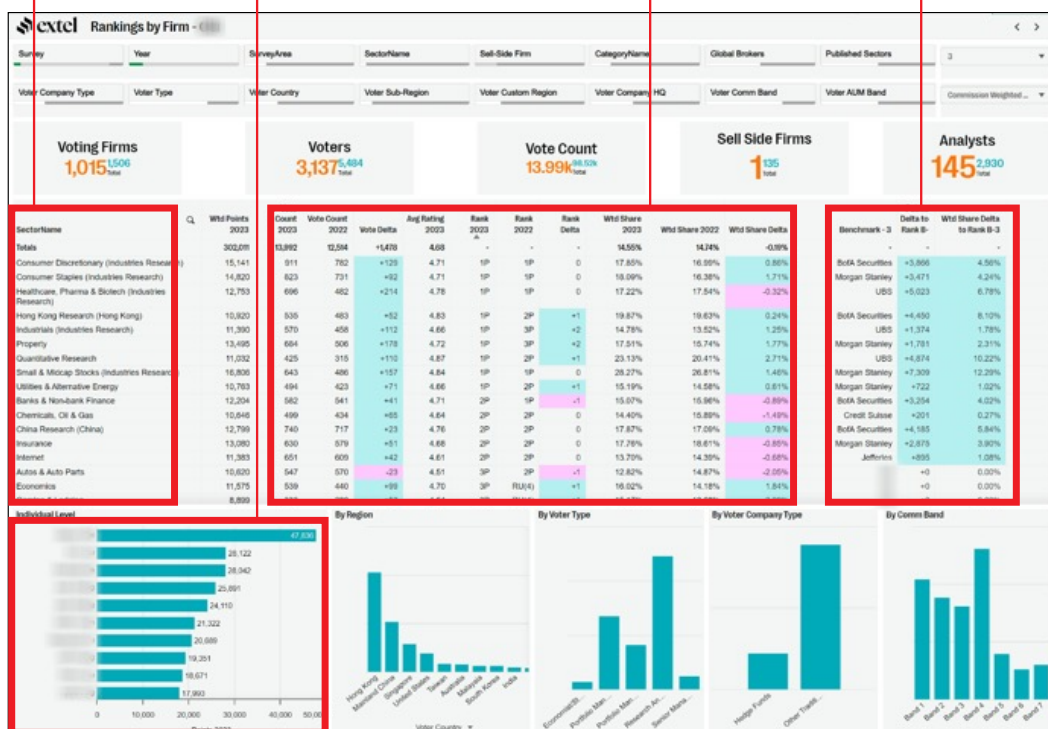 extel Rankings by Firm -
Survey Year SurveyArea SectorName Sell-Side Firm CategoryName Global Brokers Published Sectors 3
Voter Company Type Voter Type Voter Country Voter Sub-Region Voter Custom Region Voter Company HQ Voter Comm Band Voter AUM Band Commission Weighted ...
Voting Firms Voters Vote Count Sell Side Firms Analysts
1,015 1,506 Total 3,137 5,484 Total 13.99k Total 1 135 Total 145 2,930 Total
SectorName Wtd Points 2023 Count 2023 Vote Count 2022 Vote Delta Avg Rating 2023 Rank 2023 Rank 2022 Rank Delta Wtd Share 2023 Wtd Share 2022 Wtd Share Delta Benchmark - 3 Delta to Rank B- Wtd Share Delta to Rank B-3
Totals 302,011 13,992 12,514 +1,478 4.68 - - - 14.55% 14.74% -0.19% - -
Consumer Discretionary (Industries Research) 15,141 911 782 +129 4.71 1P 1P 0 17.85% 16.99% 0.86% BofA Securities +3,866 4.56%
Consumer Staples (Industries Research) 14,820 823 731 +92 4.71 1P 1P 0 18.09% 16.38% 1.71% Morgan Stanley +3,471 4.24%
Healthcare, Pharma & Biotech (Industries Research) 12,753 696 482 +214 4.78 1P 1P 0 17.22% 17.54% -0.32% UBS +5,023 6.78%
Hong Kong Research (Hong Kong) 10,920 535 483 +52 4.83 1P 2P +1 19.87% 19.63% 0.24% BofA Securities +4,450 8.10%
Industrials (Industries Research) 11,390 570 458 +112 4.66 1P 3P +2 14.78% 13.52% 1.25% UBS +1,374 1.78%
Property 13,495 684 506 +178 4.72 1P 3P +2 17.51% 15.74% 1.77% Morgan Stanley +1,781 2.31%
Quantitative Research 11,032 425 315 +110 4.87 1P 2P +1 23.13% 20.41% 2.71% UBS +4,874 10.22%
Small & Midcap Stocks (Industries Research) 16,806 643 486 +157 4.84 1P 1P 0 28.27% 26.81% 1.46% Morgan Stanley +7,309 12.29%
Utilities & Alternative Energy 10,763 494 423 +71 4.66 1P 2P +1 15.19% 14.58% 0.61% Morgan Stanley +722 1.02%
Banks & Non-bank Finance 12,204 582 541 +41 4.71 2P 1P -1 15.07% 15.96% -0.89% BofA Securities +3,254 4.02%
Chemicals, Oil & Gas 10,646 499 434 +65 4.64 2P 2P 0 14.40% 15.89% -1.49% Credit Suisse +201 0.27%
China Research (China) 12,799 740 717 +23 4.76 2P 2P 0 17.87% 17.09% 0.78% BofA Securities +4,185 5.84%
Insurance 13,080 630 579 +51 4.68 2P 2P 0 17.76% 18.61% -0.85% Morgan Stanley +2,875 3.90%
Internet 11,383 651 609 +42 4.61 2P 2P 0 13.70% 14.39% -0.68% Jefferies +895 1.08%
Autos & Auto Parts 10,620 547 570 -23 4.51 3P 2P -1 12.82% 14.87% -2.05% +0 0.00%
Economics 11,575 539 440 +99 4.70 3P RU(4) +1 16.02% 14.18% 1.84% +0 0.00%
8,899
Individual Level By Region By Voter Type By Voter Company Type By Comm Band
47,836
28,122
28,042
25,891
24,110
21,322
20,689
19,351
18,671
17,993
0 10,000 20,000 30,000 40,000
Hong Kong Mainland China Singapore United States Taiwan Australia Malaysia South Korea India
Economist/St... Portfolio Man... Portfolio Man... Research An... Senior Mana...
Hedge Funds Other Traditi...
Band 1 Band 2 Band 3 Band 4 Band 5 Band 6 Band 7
Voter Country